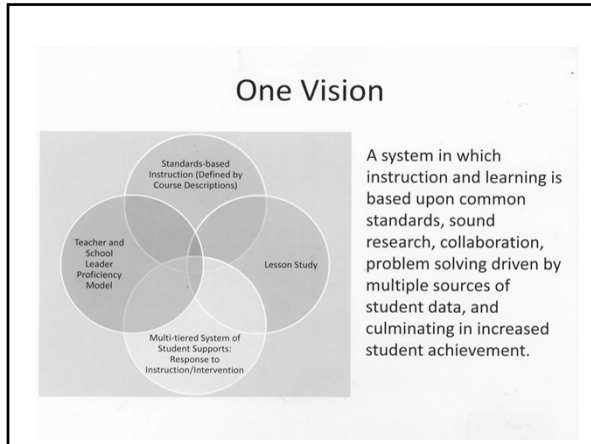 One Vision
Standards-based
Instruction (Defined by
Course Descriptions)
Teacher and
School
Leader
Proficiency
Model
Lesson Study
Multi-tiered System of
Student Supports:
Response to
Instruction/Intervention
A system in which
instruction and learning is
based upon common
standards, sound
research, collaboration,
problem solving driven by
multiple sources of
student data, and
culminating in increased
student achievement.